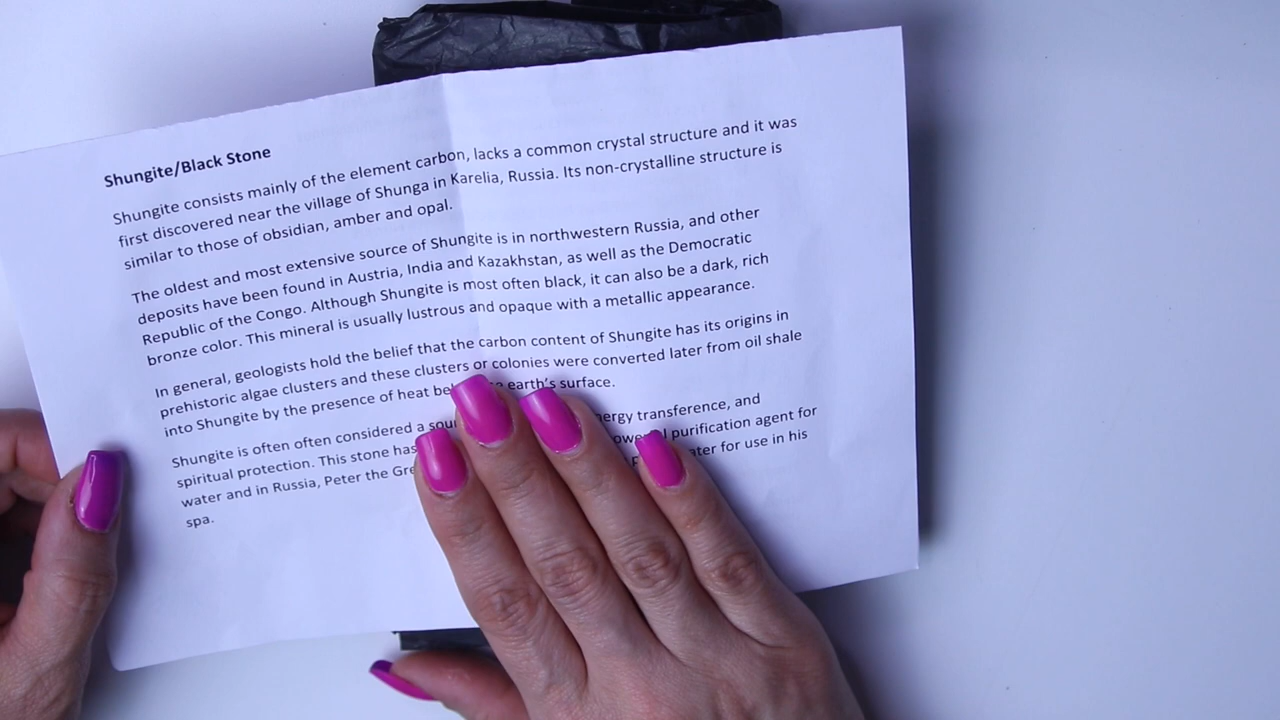 Shungite/Black Stone
Shungite consists mainly of the element carbon, lacks a common crystal structure and it was
first discovered near the village of Shunga in Karelia, Russia. Its non-crystalline structure is
similar to those of obsidian, amber and opal.
The oldest and most extensive source of Shungite is in northwestern Russia, and other
deposits have been found in Austria, India and Kazakhstan, as well as the Democratic
Republic of the Congo. Although Shungite is most often black, it can also be a dark, rich
bronze color. This mineral is usually lustrous and opaque with a metallic appearance.
In general, geologists hold the belief that the carbon content of Shungite has its origins in
prehistoric algae clusters and these clusters or colonies were converted later from oil shale
into Shungite by the presence of heat earth's surface.
Shungite is often often considered a transference, and
spiritual protection. This stone has purification agent for
water and in Russia, Peter the for use in his
spa.